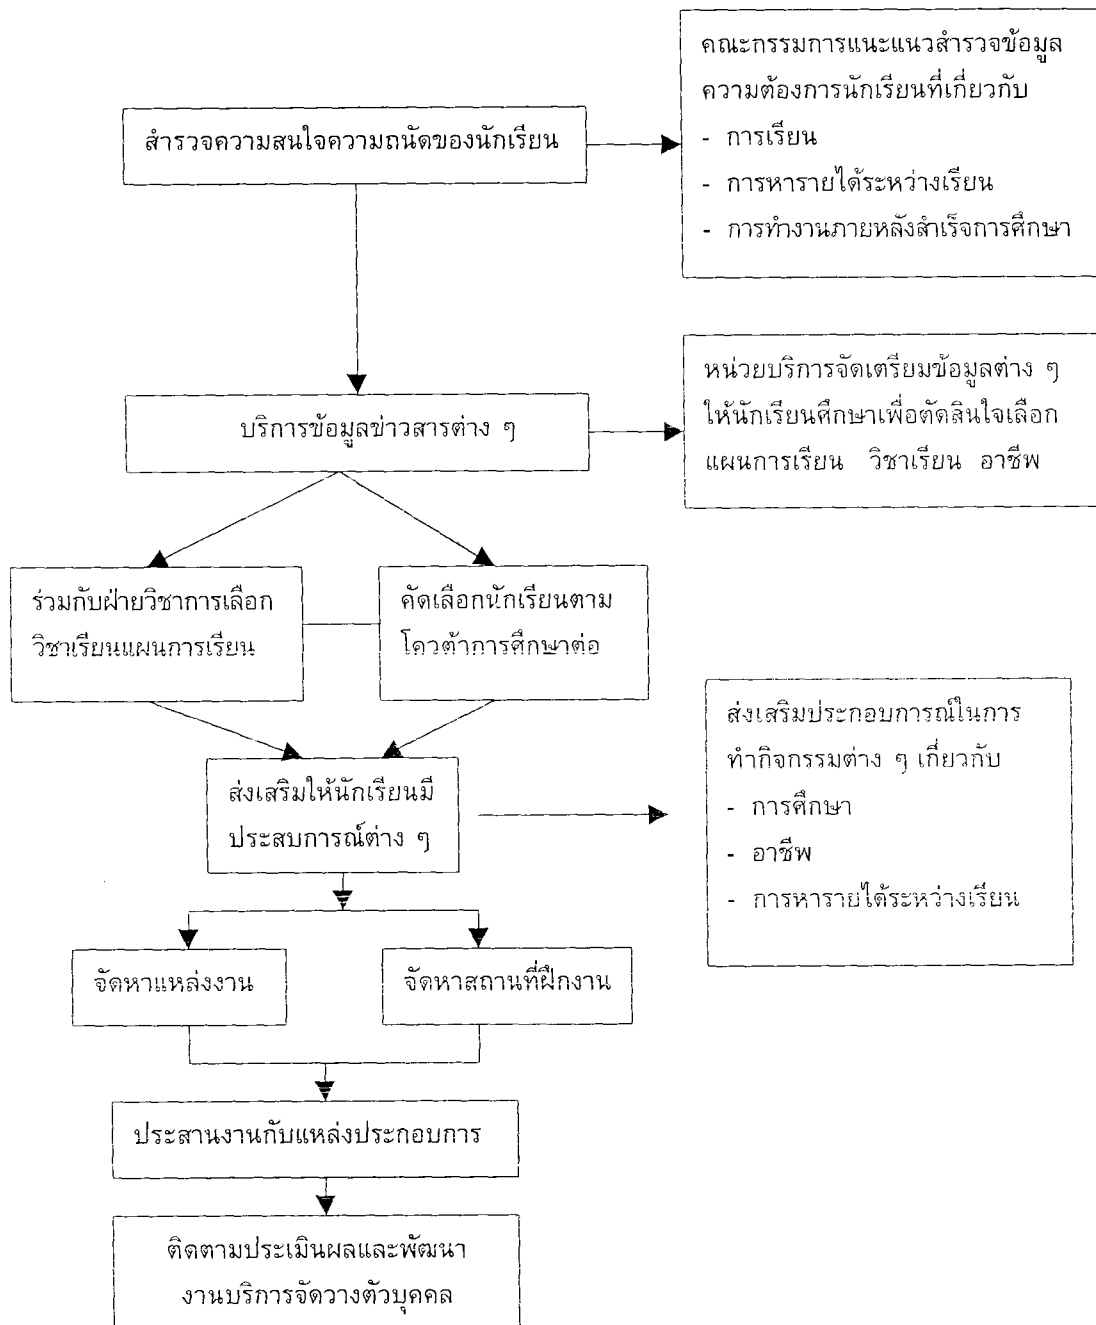 คณะกรรมการแนะแนวสำรวจข้อมูล
ความต้องการนักเรียนที่เกี่ยวกับ
- การเรียน
- การหารายได้ระหว่างเรียน
- การทำงานภายหลังสำเร็จการศึกษา
สำรวจความสนใจความถนัดของนักเรียน
หน่วยบริการจัดเตรียมข้อมูลต่าง ๆ
ให้นักเรียนศึกษาเพื่อตัดสินใจเลือก
แผนการเรียน วิชาเรียน อาชีพ
บริการข้อมูลข่าวสารต่าง ๆ
ร่วมกับฝ่ายวิชาการเลือก
วิชาเรียนแผนการเรียน
คัดเลือกนักเรียนตาม
โควต้าการศึกษาต่อ
ส่งเสริมประกอบการณ์ในการ
ทำกิจกรรมต่าง ๆ เกี่ยวกับ
- การศึกษา
- อาชีพ
- การหารายได้ระหว่างเรียน
ส่งเสริมให้นักเรียนมี
ประสบการณ์ต่าง ๆ
จัดหาแหล่งงาน
จัดหาสถานที่ฝึกงาน
ประสานงานกับแหล่งประกอบการ
ติดตามประเมินผลและพัฒนา
งานบริการจัดวางตัวบุคคล